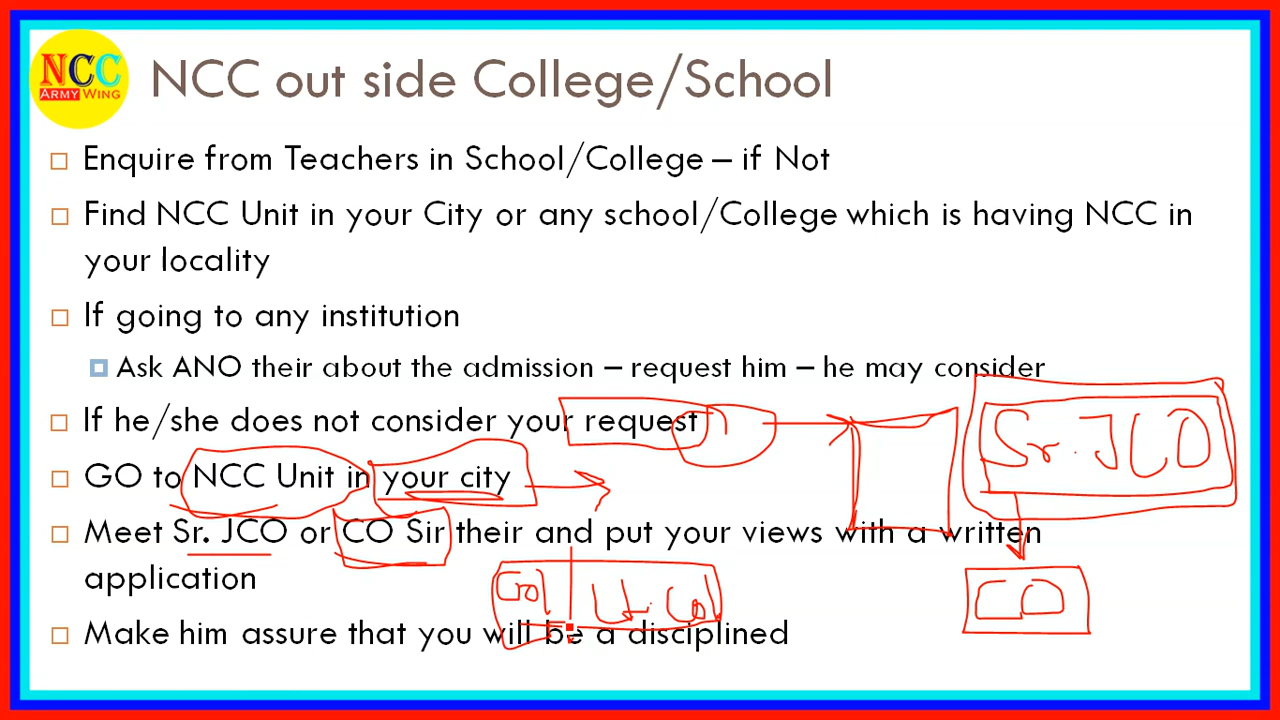 NCC
ARMY WING
NCC out side College/School
Enquire from Teachers in School/College – if Not
Find NCC Unit in your City or any school/College which is having NCC in
your locality
If going to any institution
Ask ANO their about the admission – request him – he may consider
If he/she does not consider your request
Sr. JCO
GO to NCC Unit in your city
Meet Sr. JCO or CO Sir their and put your views with a written
application
Col Lt. Col
CO
Make him assure that you will be a disciplined